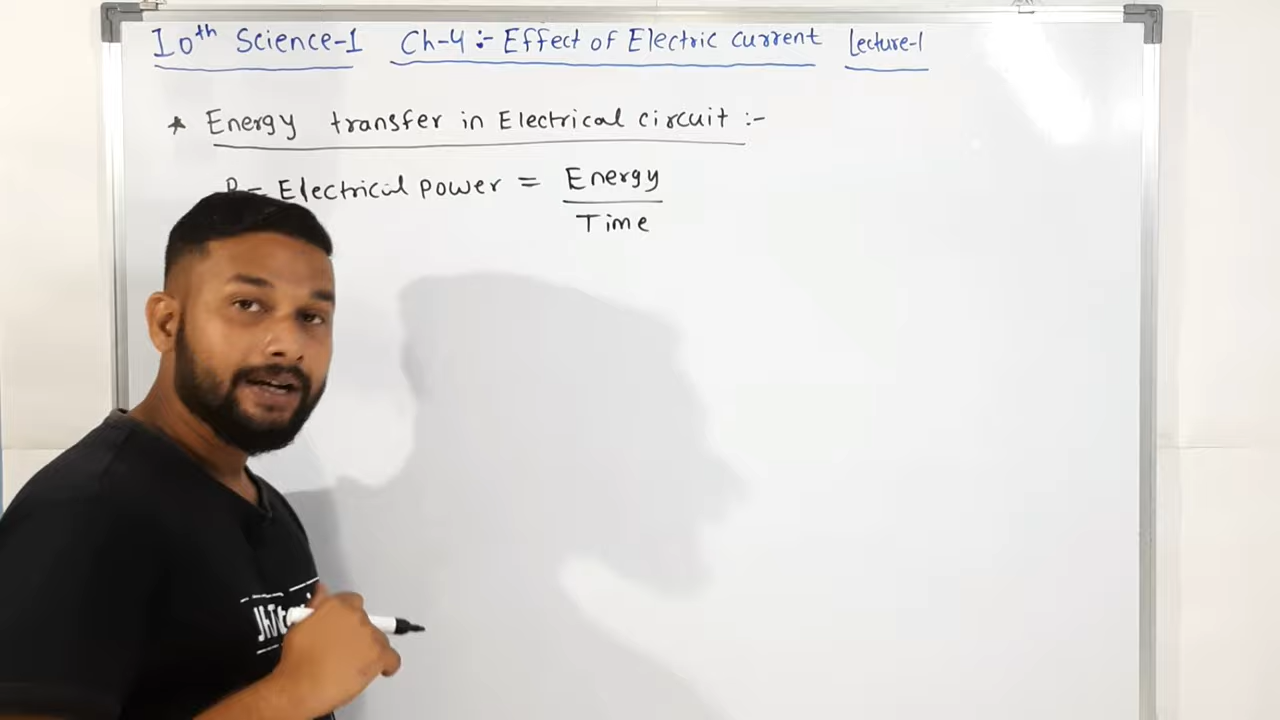 10th Science-1 Ch-4 :- Effect of Electric current Lecture-1
* Energy transfer in Electrical circuit :-
P = Electrical power = Energy
Time